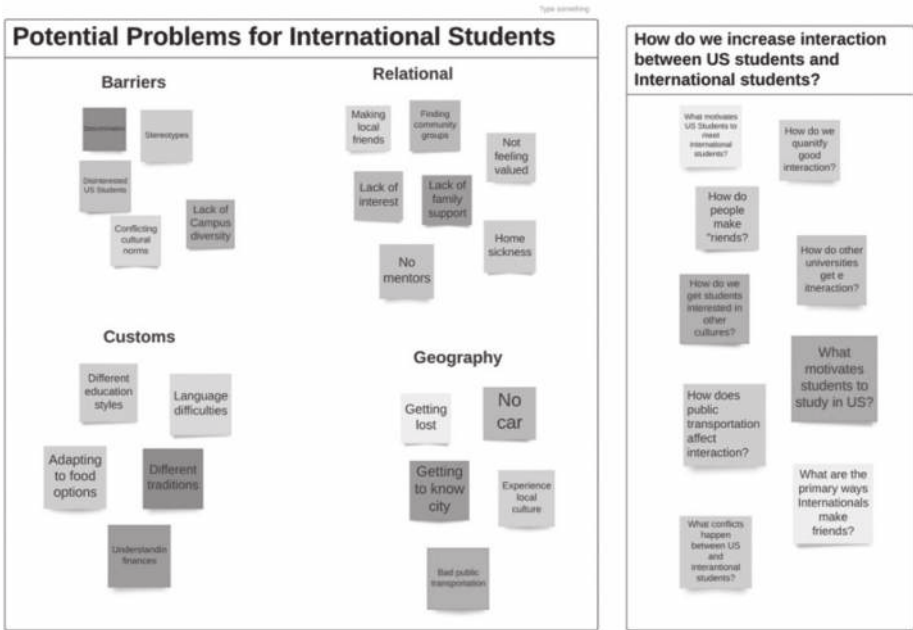 Type something
Potential Problems for International Students
Barriers
Discrimination
Stereotypes
Disinterested
US Students
Conflicting
cultural
norms
Lack of
Campus
diversity
Relational
Making
local
friends
Finding
community
groups
Not
feeling
valued
Lack of
interest
Lack of
family
support
No
mentors
Home
sickness
Customs
Different
education
styles
Language
difficulties
Adapting
to food
options
Different
traditions
Understandin
finances
Geography
Getting
lost
No
car
Getting
to know
city
Experience
local
culture
Bad public
transportation
How do we increase interaction
between US students and
International students?
What motivates
US Students to
meet
international
students?
How do we
quanitfy
good
interaction?
How do
people
make
"riends?
How do other
universities
get e
itneraction?
How do we
get students
interested in
other
cultures?
What
motivates
students to
study in US?
How does
public
transportation
affect
interaction?
What are the
primary ways
Internationals
make
friends?
What conflicts
happen
between US
and
interantional
students?